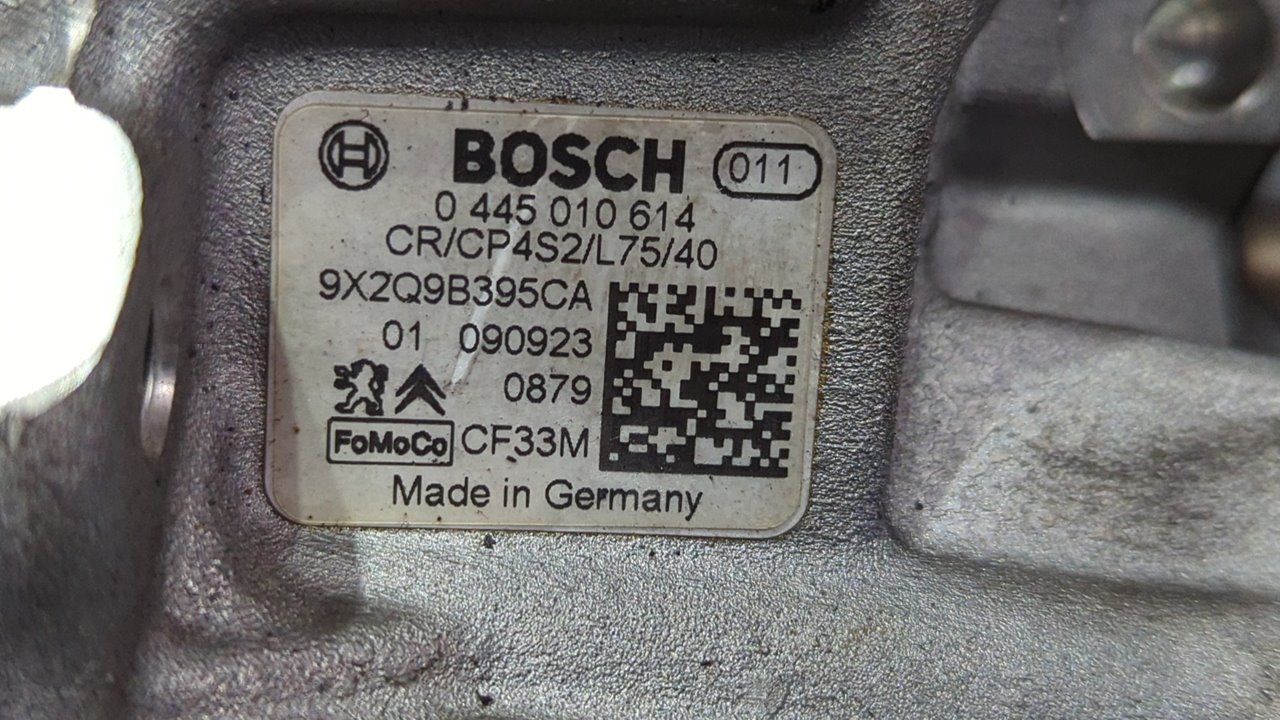 BOSCH 011
0 445 010 614
CR/CP4S2/L75/40
9X2Q9B395CA
01 090923
0879
FoMoCo CF33M
Made in Germany